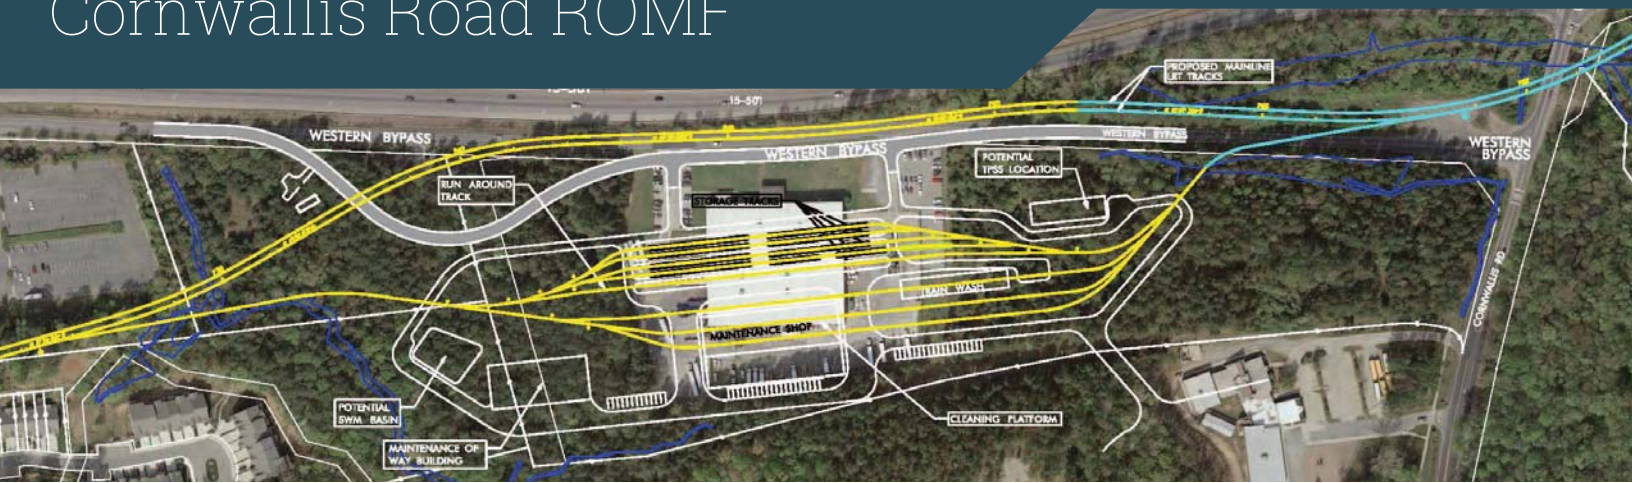 Cornwallis Road ROMF
15-501
15-501
PROPOSED MAINLINE
LRT TRACKS
WESTERN BYPASS
WESTERN BYPASS
WESTERN BYPASS
WESTERN
BYPASS
POTENTIAL
TPSS LOCATION
RUN AROUND
TRACK
STORAGE TRACKS
TRAIN WASH
CORNWALLIS RD
MAINTENANCE SHOP
POTENTIAL
SWM BASIN
CLEANING PLATFORM
MAINTENANCE OF
WAY BUILDING